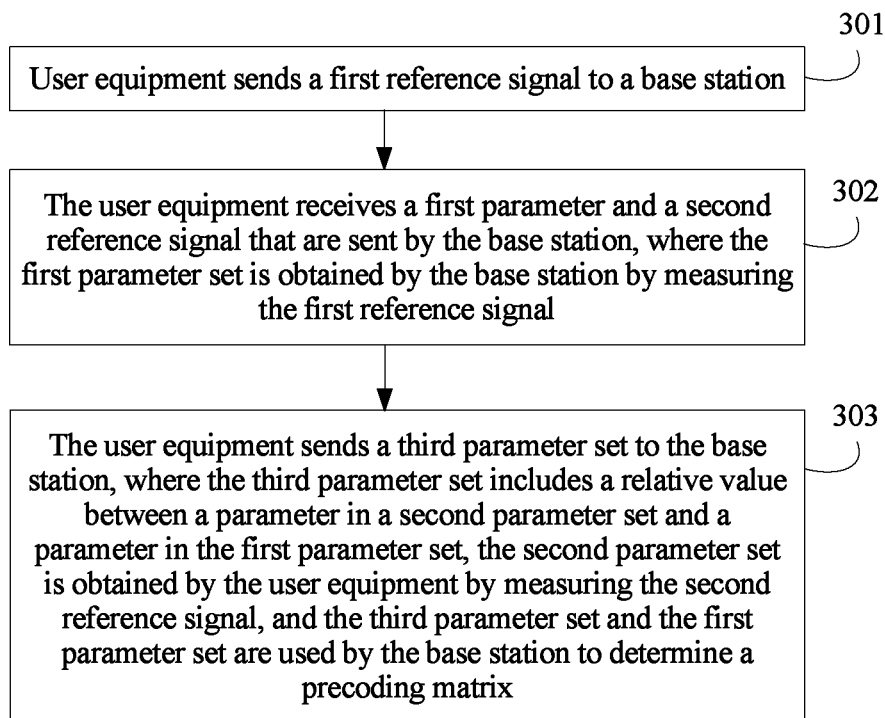 301
User equipment sends a first reference signal to a base station
302
The user equipment receives a first parameter and a second
reference signal that are sent by the base station, where the
first parameter set is obtained by the base station by measuring
the first reference signal
303
The user equipment sends a third parameter set to the base
station, where the third parameter set includes a relative value
between a parameter in a second parameter set and a
parameter in the first parameter set, the second parameter set
is obtained by the user equipment by measuring the second
reference signal, and the third parameter set and the first
parameter set are used by the base station to determine a
precoding matrix